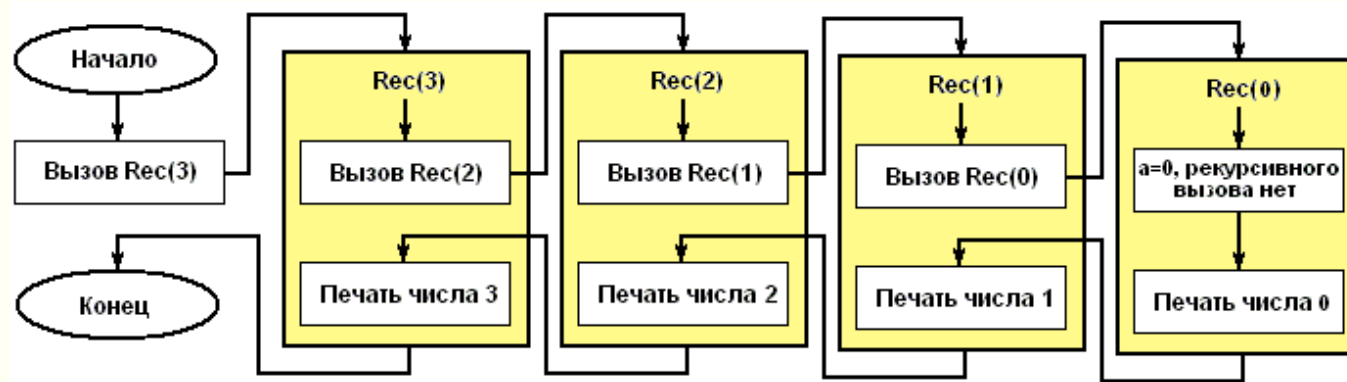 Начало
Вызов Rec(3)
Rec(3)
Вызов Rec(2)
Rec(2)
Вызов Rec(1)
Rec(1)
Вызов Rec(0)
Rec(0)
a=0, рекурсивного
вызова нет
Печать числа 0
Печать числа 1
Печать числа 2
Печать числа 3
Конец